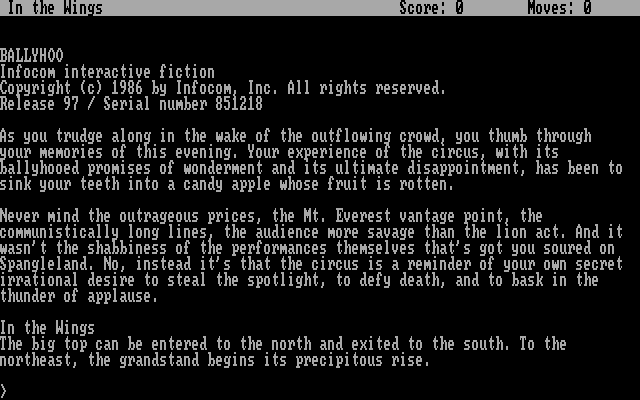 In the Wings Score: 0 Moves: 0
BALLYHOO
Infocom interactive fiction
Copyright (c) 1986 by Infocom, Inc. All rights reserved.
Release 97 / Serial number 851218
As you trudge along in the wake of the outflowing crowd, you thumb through
your memories of this evening. Your experience of the circus, with its
ballyhooed promises of wonderment and its ultimate disappointment, has been to
sink your teeth into a candy apple whose fruit is rotten.
Never mind the outrageous prices, the Mt. Everest vantage point, the
communistically long lines, the audience more savage than the lion act. And it
wasn't the shabbiness of the performances themselves that's got you soured on
Spangleland. No, instead it's that the circus is a reminder of your own secret
irrational desire to steal the spotlight, to defy death, and to bask in the
thunder of applause.
In the Wings
The big top can be entered to the north and exited to the south. To the
northeast, the grandstand begins its precipitous rise.
>